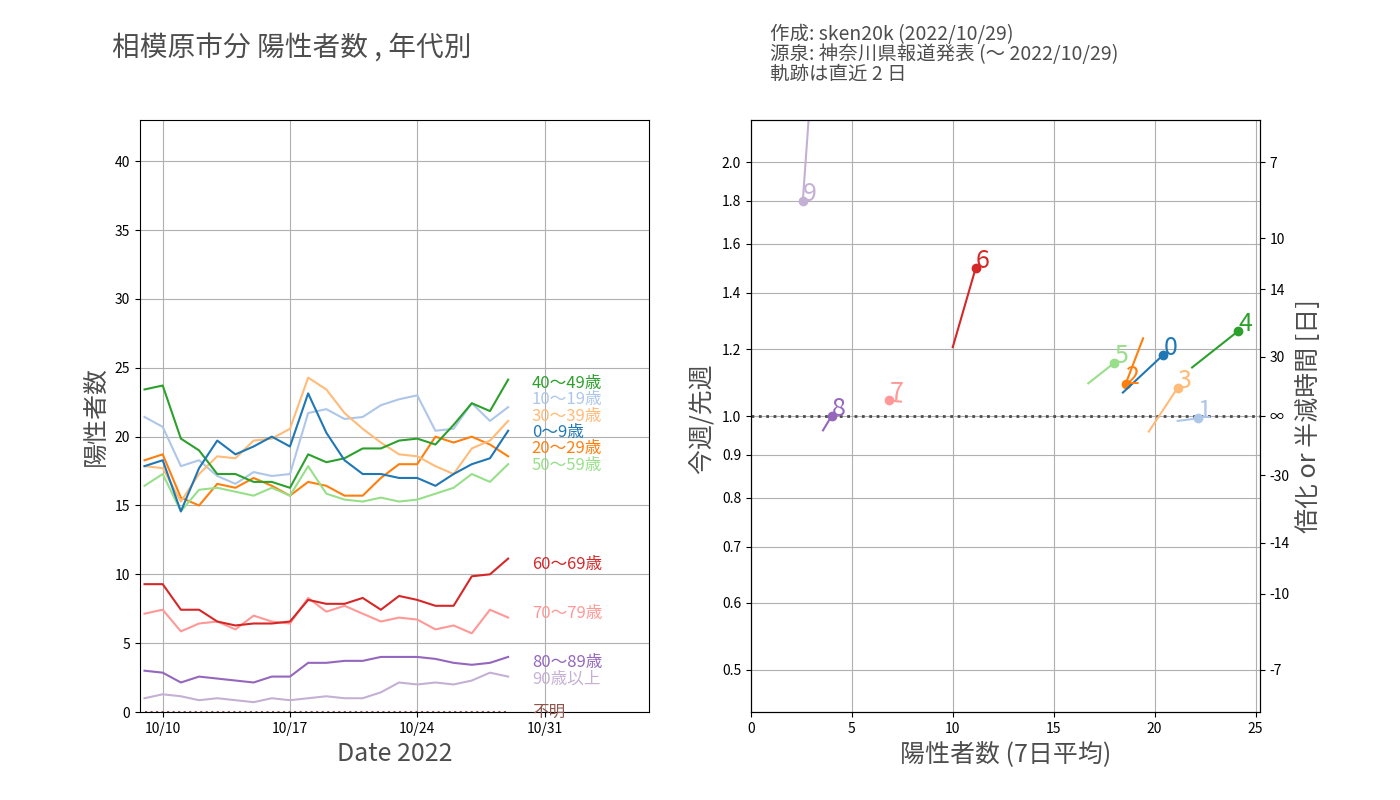 相模原市分 陽性者数 , 年代別
作成: sken20k (2022/10/29)
源泉: 神奈川県報道発表 (～ 2022/10/29)
軌跡は直近 2 日
陽性者数
40
35
30
25
20
15
10
5
0
40～49歳
10～19歳
30～39歳
0～9歳
20～29歳
50～59歳
60～69歳
70～79歳
80～89歳
90歳以上
不明
10/10
10/17
10/24
10/31
Date 2022
今週/先週
2.0
1.8
1.6
1.4
1.2
1.0
0.9
0.8
0.7
0.6
0.5
9
6
4
0
5
2
3
7
8
1
0
5
10
15
20
25
陽性者数 (7日平均)
7
10
14
30
∞
-30
-14
-10
-7
倍化 or 半減時間 [日]